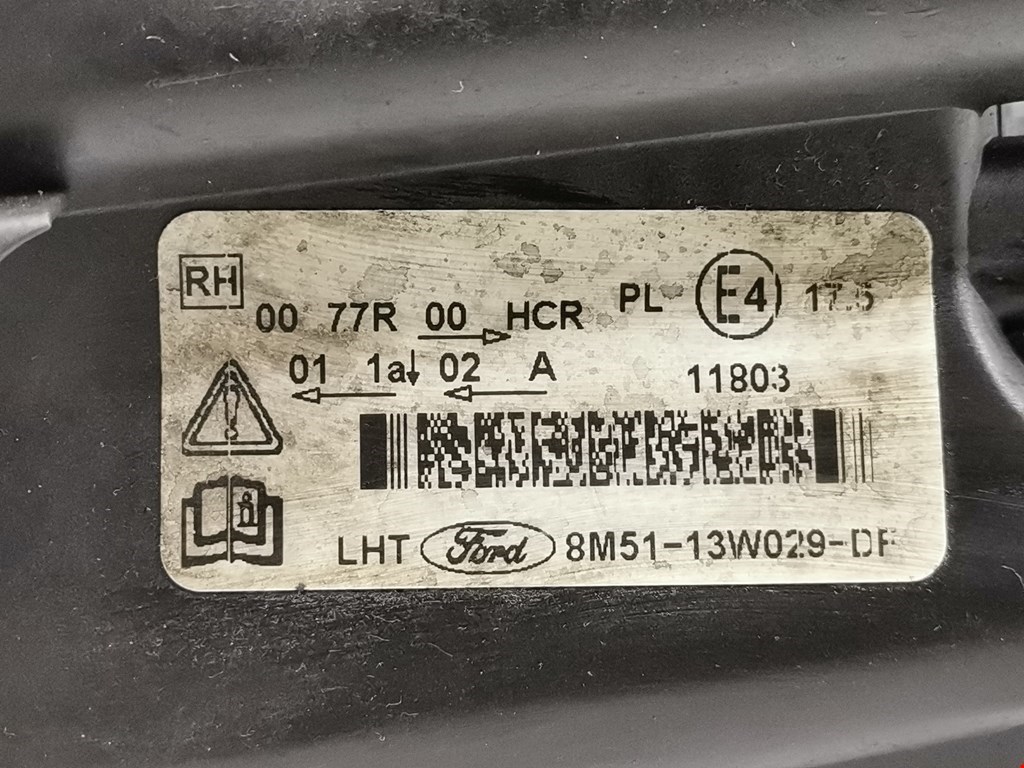 RH 00 77R 00 HCR PL E4 17.5
01 1a 02 A 11803
LHT Ford 8M51-13W029-DF